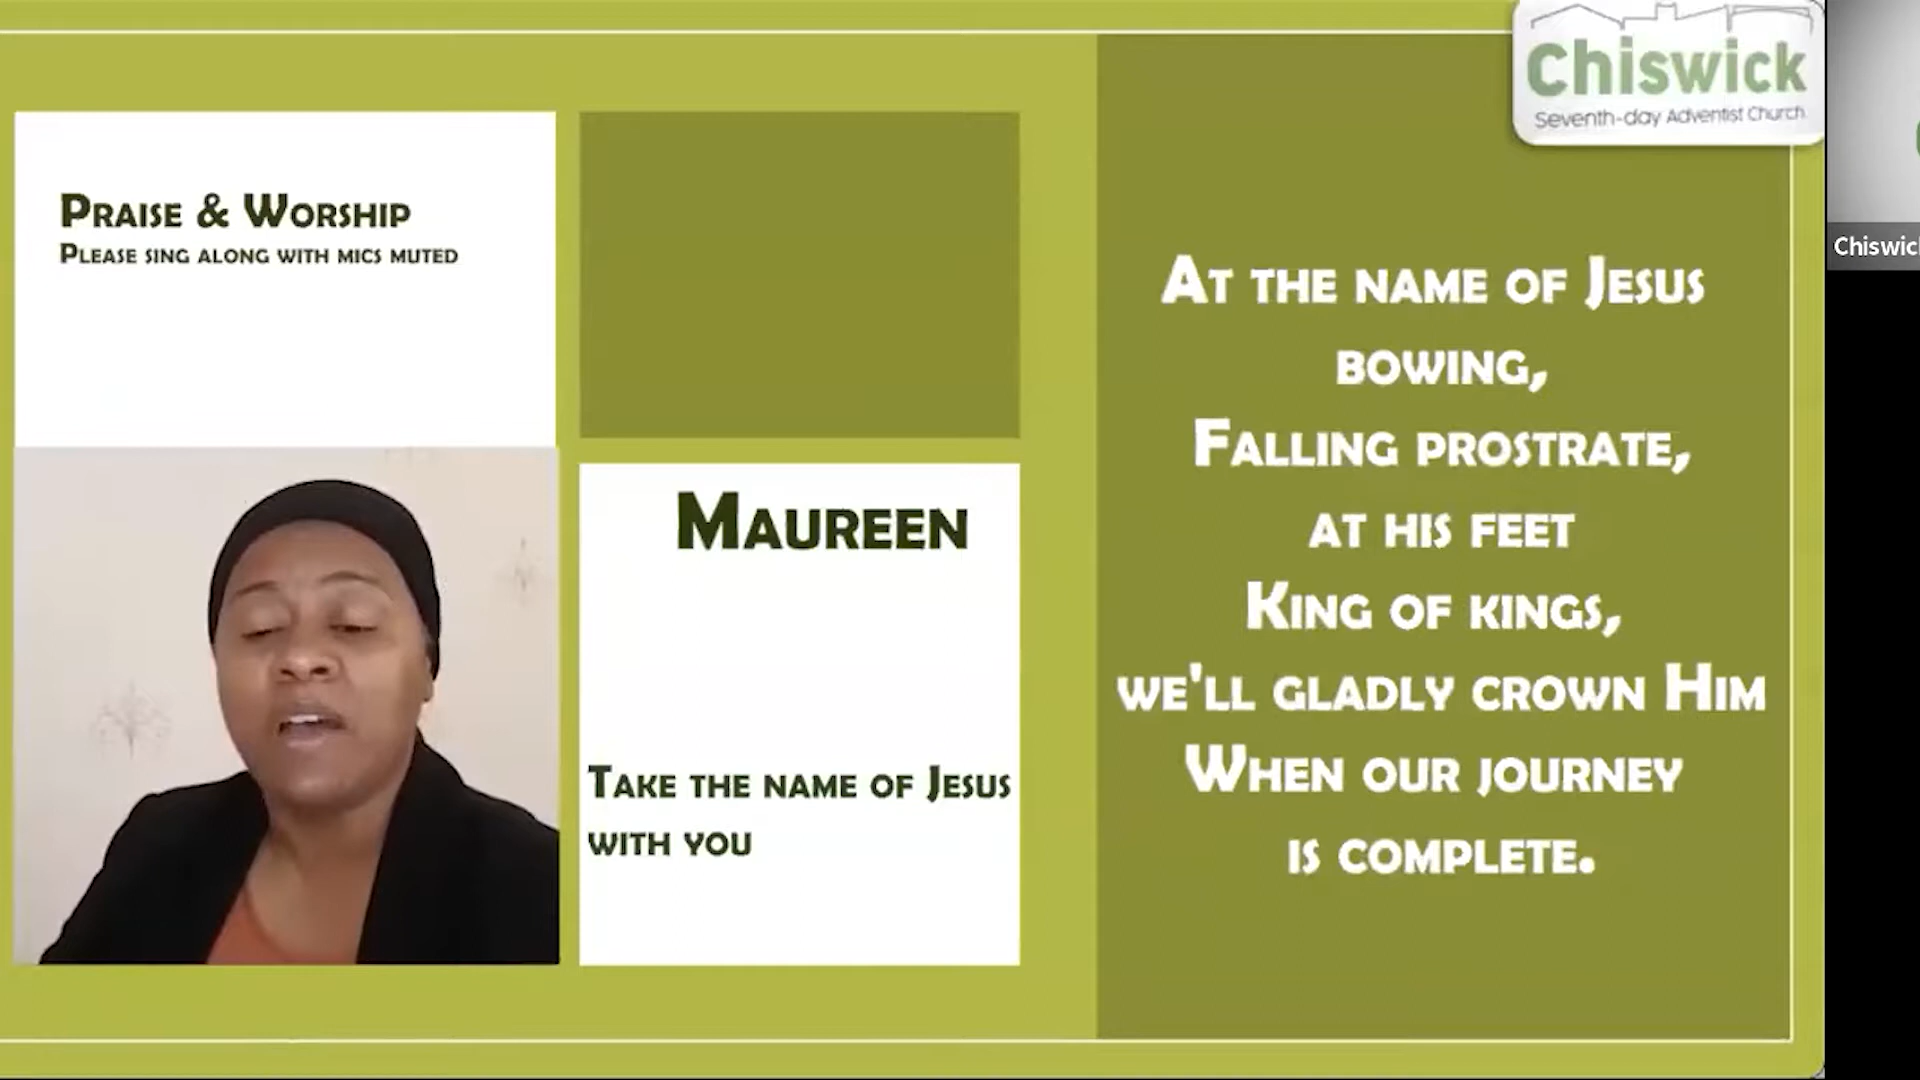 Chiswick
Seventh-day Adventist Church
Praise & Worship
Please sing along with mics muted
Maureen
Take the name of Jesus
with you
At the name of Jesus
bowing,
Falling prostrate,
at his feet
King of kings,
we'll gladly crown Him
When our journey
is complete.